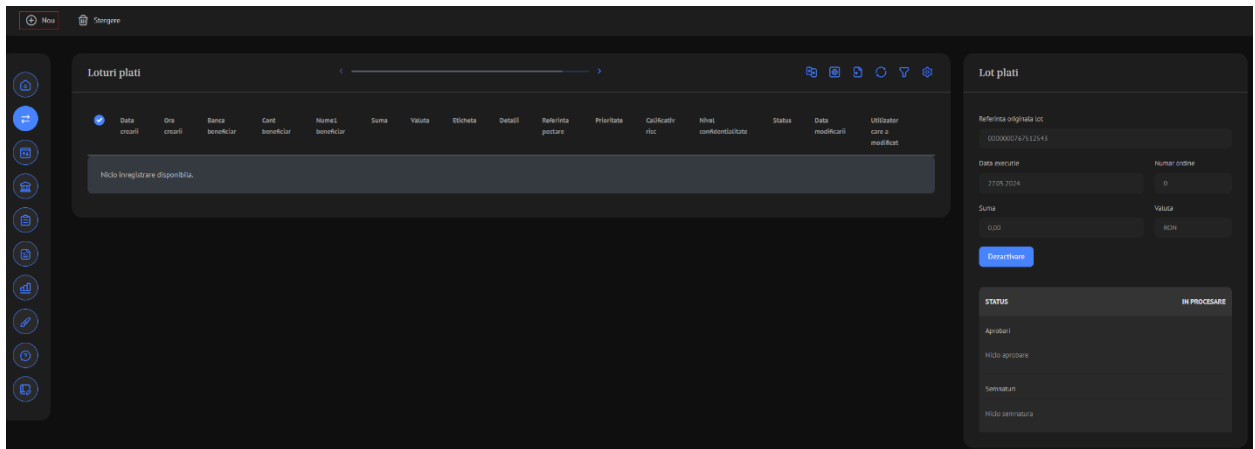 Nou Stergere
Loturi plati
Data crearii
Ora crearii
Banca beneficiar
Cont beneficiar
Nume1 beneficiar
Suma
Valuta
Eticheta
Detalii
Referinta postare
Prioritate
Calificativ risc
Nivel confidentialitate
Status
Data modificarii
Utilizator care a modificat
Nicio inregistrare disponibila.
Lot plati
Referinta originala lot
0000000767512543
Data executie Numar ordine
27.05.2024 0
Suma Valuta
0,00 RON
Dezactivare
STATUS IN PROCESARE
Aprobari
Nicio aprobare
Semnaturi
Nicio semnatura